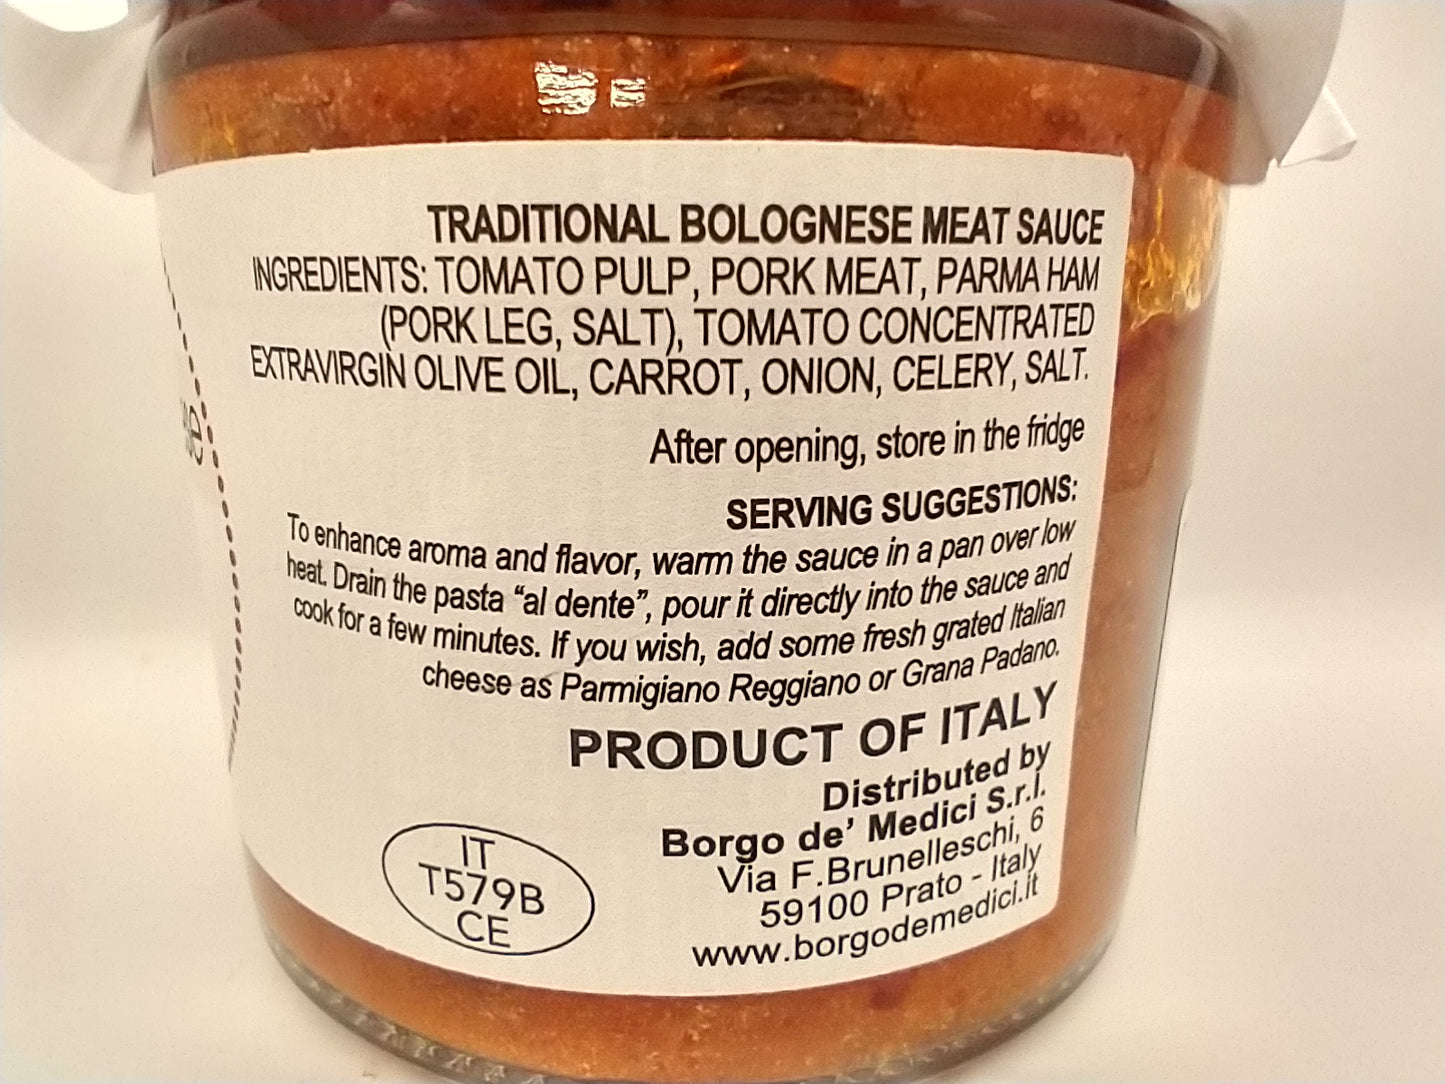 TRADITIONAL BOLOGNESE MEAT SAUCE
INGREDIENTS: TOMATO PULP, PORK MEAT, PARMA HAM
(PORK LEG, SALT), TOMATO CONCENTRATED
EXTRAVIRGIN OLIVE OIL, CARROT, ONION, CELERY, SALT.
After opening, store in the fridge
SERVING SUGGESTIONS:
To enhance aroma and flavor, warm the sauce in a pan over low
heat. Drain the pasta “al dente”, pour it directly into the sauce and
cook for a few minutes. If you wish, add some fresh grated Italian
cheese as Parmigiano Reggiano or Grana Padano.
PRODUCT OF ITALY
Distributed by
Borgo de’ Medici S.r.l.
Via F.Brunelleschi, 6
59100 Prato - Italy
www.borgodemedici.it
IT
T579B
CE